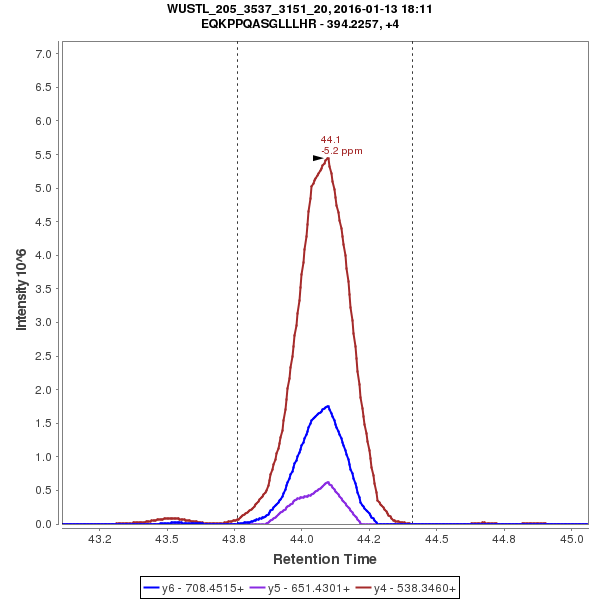 WUSTL_205_3537_3151_20, 2016-01-13 18:11
EQKPPQASGLLLHR - 394.2257, +4
7.0
6.5
6.0
5.5
5.0
4.5
4.0
3.5
3.0
2.5
2.0
1.5
1.0
0.5
0.0
Intensity 10^6
44.1
-5.2 ppm
43.2 43.5 43.8 44.0 44.2 44.5 44.8 45.0
Retention Time
y6 - 708.4515+ y5 - 651.4301+ y4 - 538.3460+